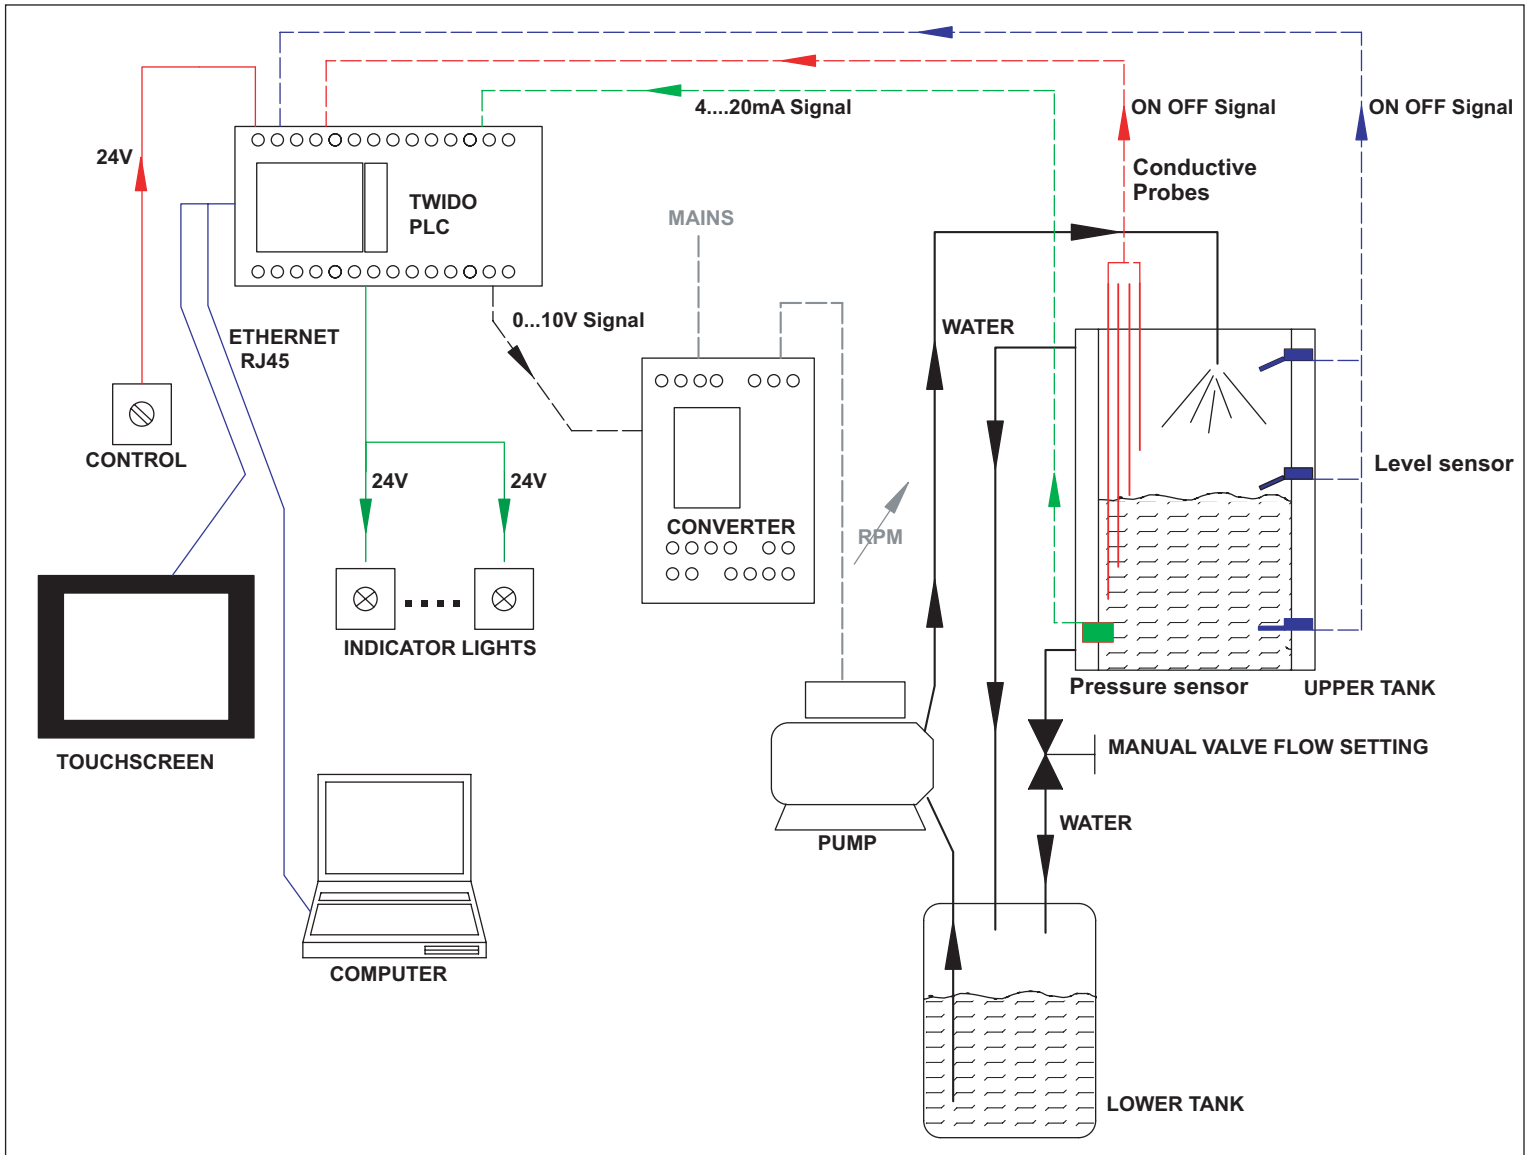 4....20mA Signal
ON OFF Signal
ON OFF Signal
24V
Conductive
Probes
TWIDO
PLC
MAINS
0...10V Signal
WATER
ETHERNET
RJ45
CONTROL
24V
24V
Level sensor
CONVERTER
RPM
INDICATOR LIGHTS
Pressure sensor
UPPER TANK
MANUAL VALVE FLOW SETTING
TOUCHSCREEN
WATER
PUMP
COMPUTER
LOWER TANK